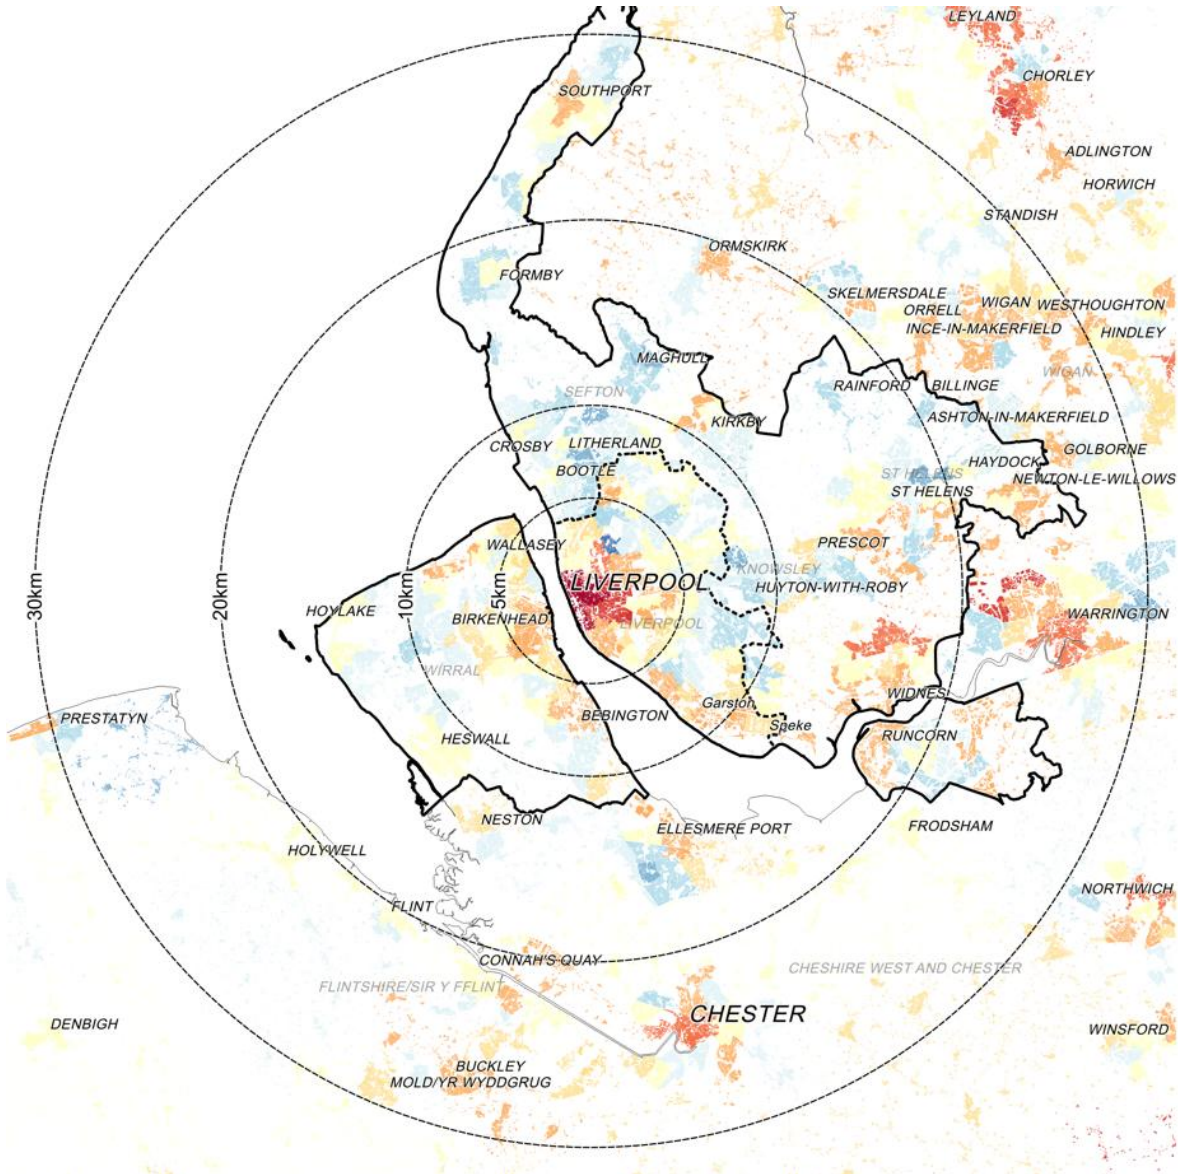 LEYLAND
CHORLEY
SOUTHPORT
ADLINGTON
HORWICH
STANDISH
ORMSKIRK
FORMBY
SKELMERSDALE
WIGAN
WESTHOUGHTON
ORRELL
INCE-IN-MAKERFIELD
HINDLEY
MAGHULL
WIGAN
SEFTON
RAINFORD
BILLINGE
KIRKBY
ASHTON-IN-MAKERFIELD
CROSBY
LITHERLAND
GOLBORNE
HAYDOCK
BOOTLE
ST HELENS
NEWTON-LE-WILLOWS
ST HELENS
WALLASEY
PRESCOT
LIVERPOOL
KNOWSLEY
HUYTON-WITH-ROBY
30km
20km
10km
5km
HOYLAKE
BIRKENHEAD
LIVERPOOL
WARRINGTON
WIRRAL
WIDNES
PRESTATYN
BEBINGTON
Garston
Speke
HESWALL
RUNCORN
NESTON
ELLESMERE PORT
FRODSHAM
HOLYWELL
NORTHWICH
FLINT
CONNAH'S QUAY
CHESHIRE WEST AND CHESTER
FLINTSHIRE/SIR Y FFLINT
CHESTER
DENBIGH
WINSFORD
BUCKLEY
MOLD/YR WYDDGRUG